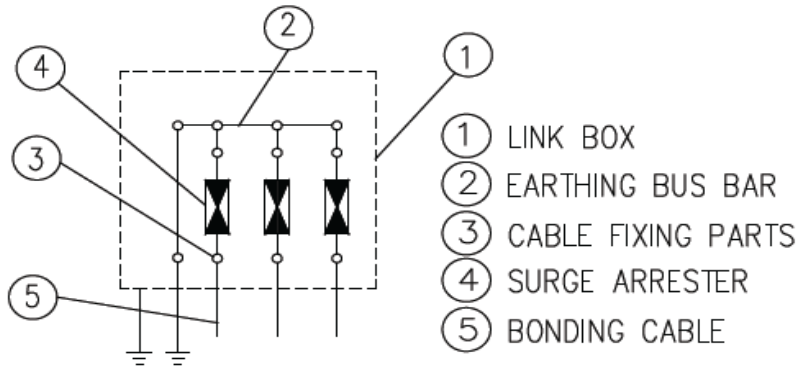 2
1
4
3
5
1 LINK BOX
2 EARTHING BUS BAR
3 CABLE FIXING PARTS
4 SURGE ARRESTER
5 BONDING CABLE